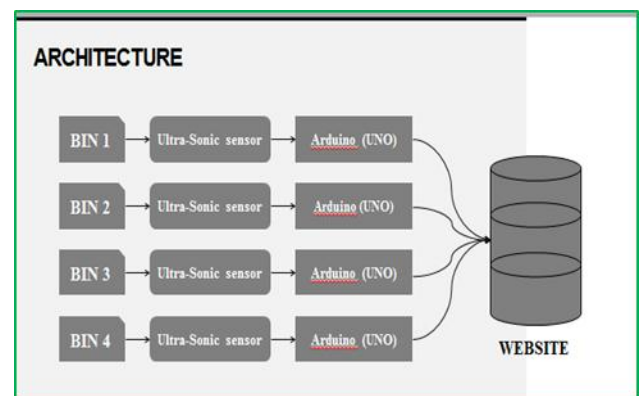 ARCHITECTURE
BIN 1 Ultra-Sonic sensor Arduino (UNO)
BIN 2 Ultra-Sonic sensor Arduino (UNO)
BIN 3 Ultra-Sonic sensor Arduino (UNO)
BIN 4 Ultra-Sonic sensor Arduino (UNO)
WEBSITE